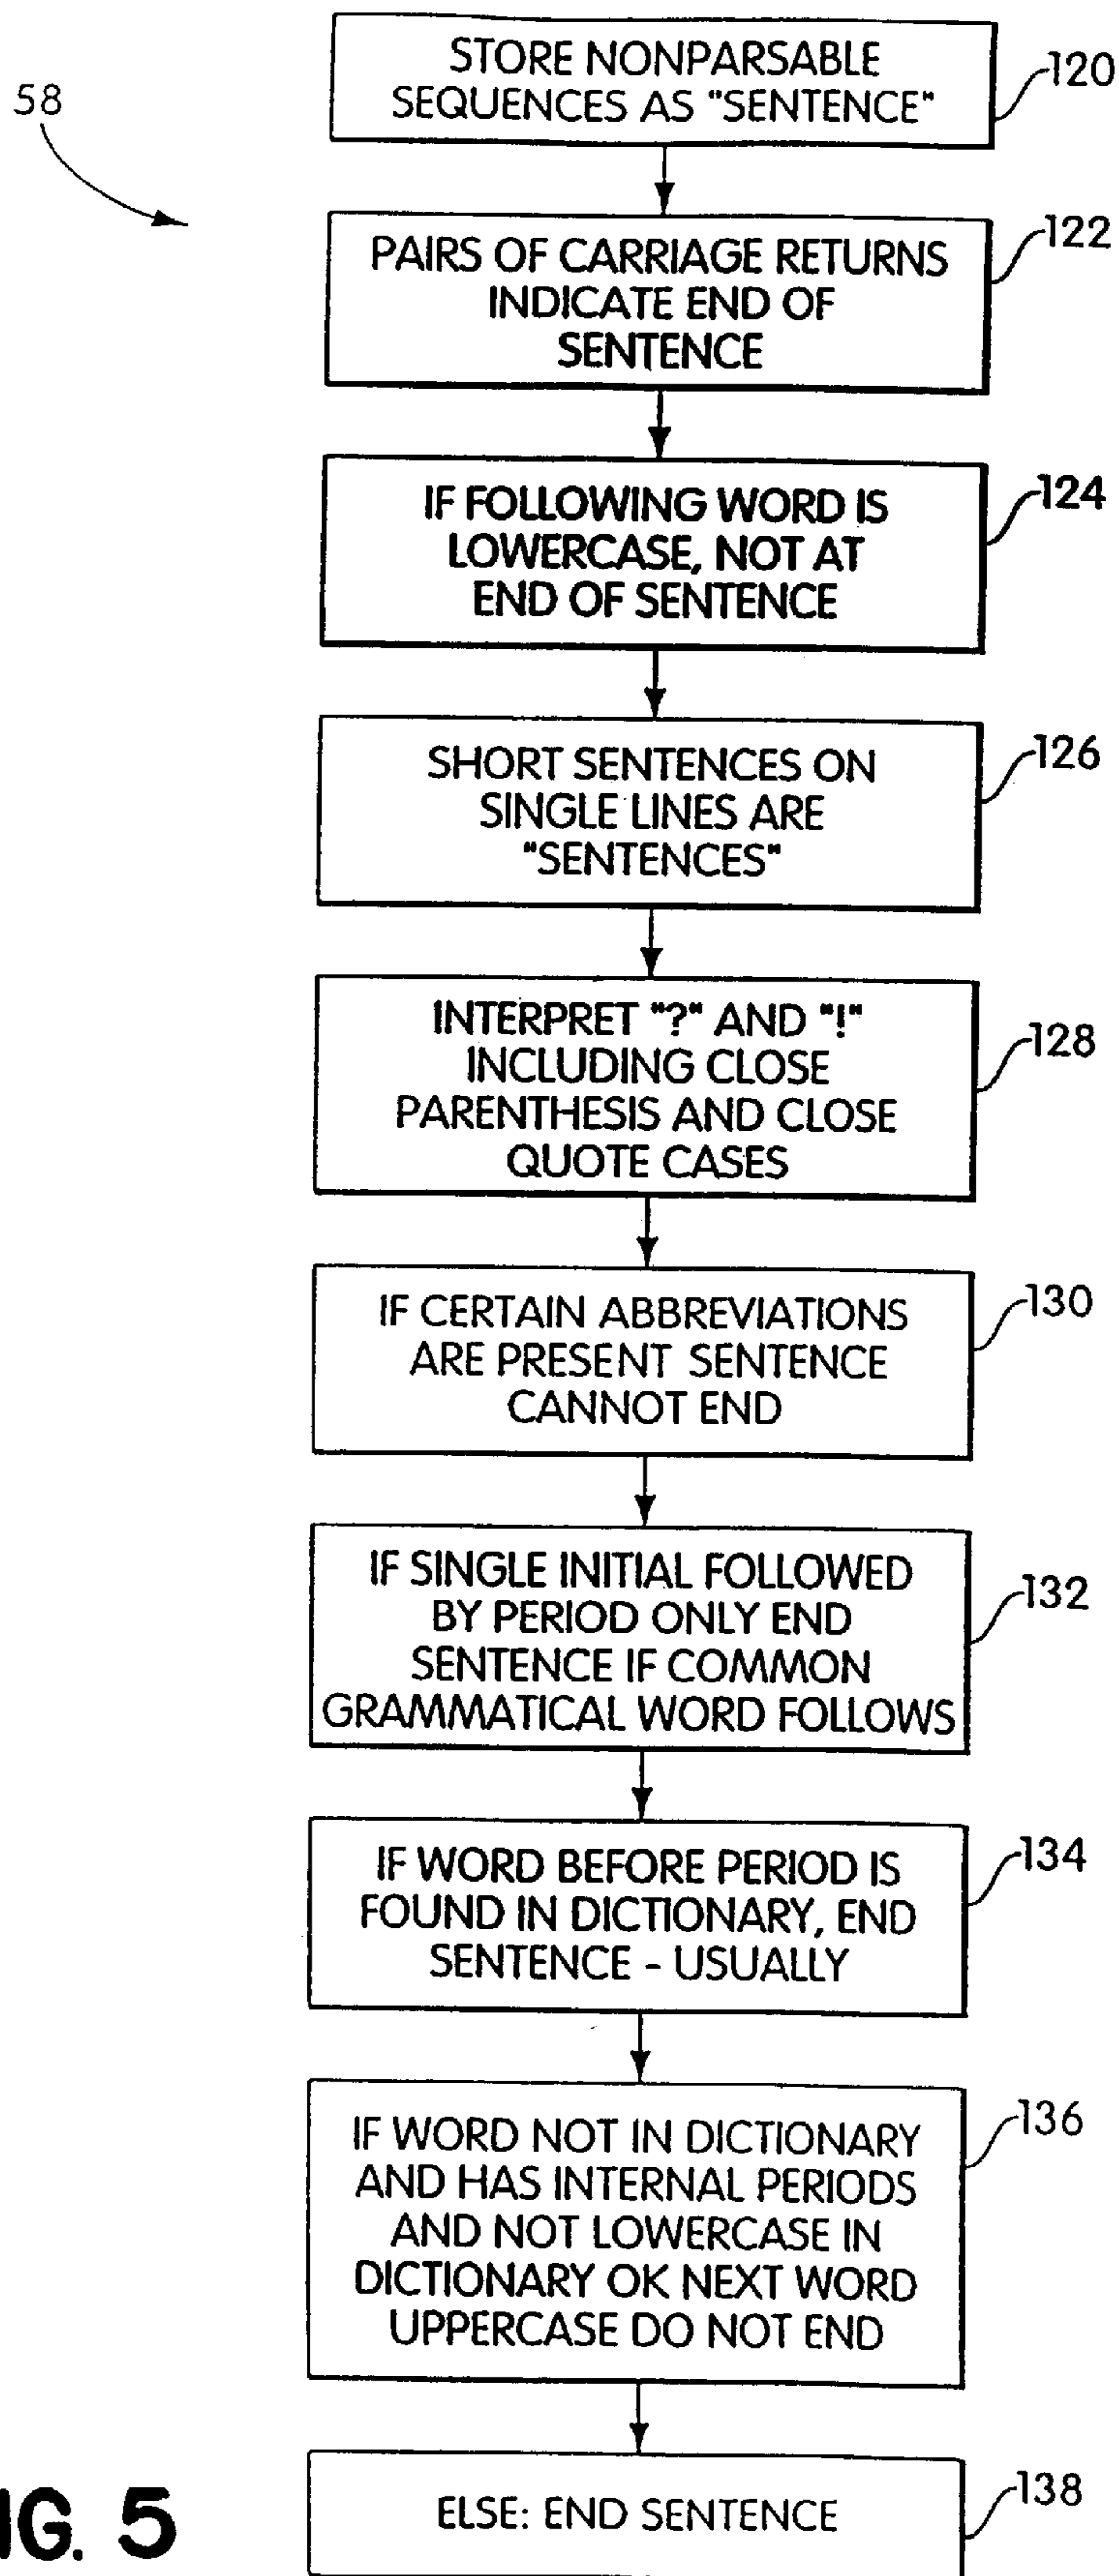 58
STORE NONPARSABLE
SEQUENCES AS "SENTENCE"
120
PAIRS OF CARRIAGE RETURNS
INDICATE END OF
SENTENCE
122
IF FOLLOWING WORD IS
LOWERCASE, NOT AT
END OF SENTENCE
124
SHORT SENTENCES ON
SINGLE LINES ARE
"SENTENCES"
126
INTERPRET "?" AND "!"
INCLUDING CLOSE
PARENTHESIS AND CLOSE
QUOTE CASES
128
IF CERTAIN ABBREVIATIONS
ARE PRESENT SENTENCE
CANNOT END
130
IF SINGLE INITIAL FOLLOWED
BY PERIOD ONLY END
SENTENCE IF COMMON
GRAMMATICAL WORD FOLLOWS
132
IF WORD BEFORE PERIOD IS
FOUND IN DICTIONARY, END
SENTENCE - USUALLY
134
IF WORD NOT IN DICTIONARY
AND HAS INTERNAL PERIODS
AND NOT LOWERCASE IN
DICTIONARY OK NEXT WORD
UPPERCASE DO NOT END
136
ELSE: END SENTENCE
138
IG. 5